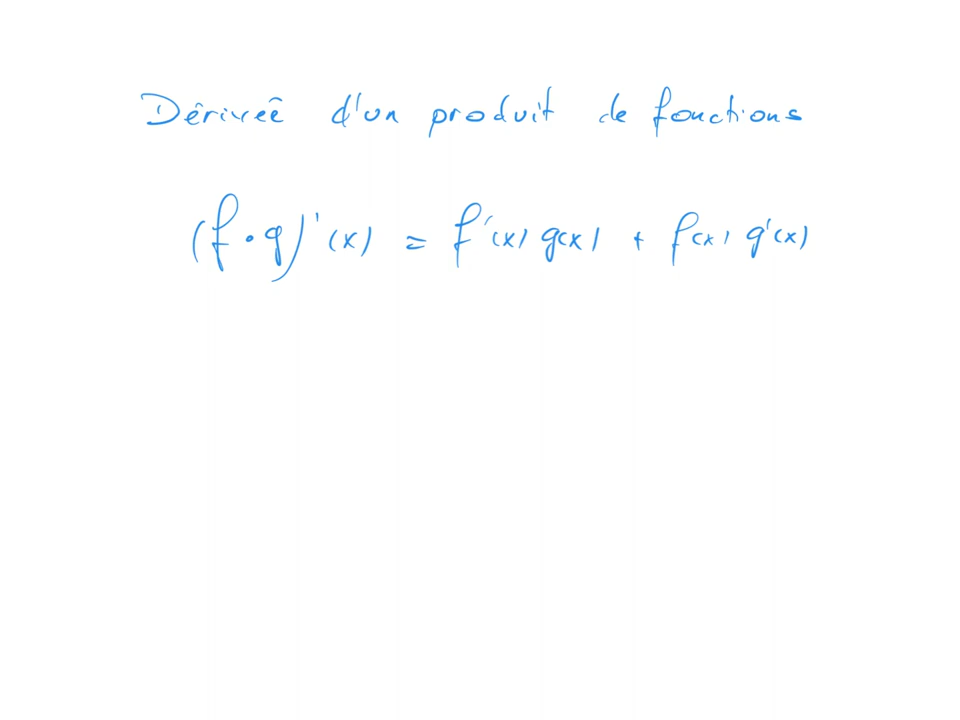 Dérivée d'un produit de fonctions
(f · g)'(x) = f'(x) g(x) + f(x) g'(x)